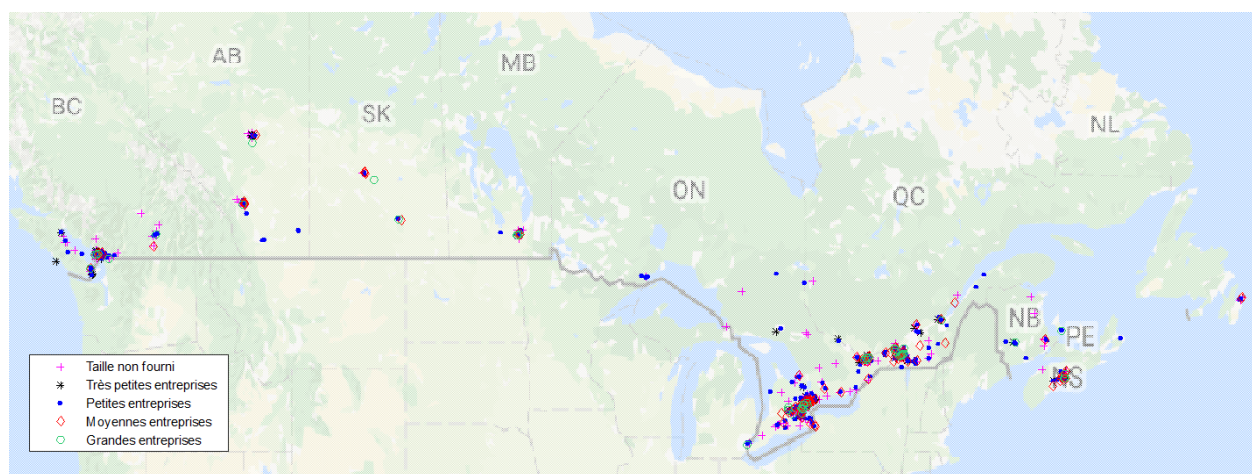 AB
MB
BC
SK
NL
ON
QC
NB
PE
NS
Taille non fourni
Très petites entreprises
Petites entreprises
Moyennes entreprises
Grandes entreprises